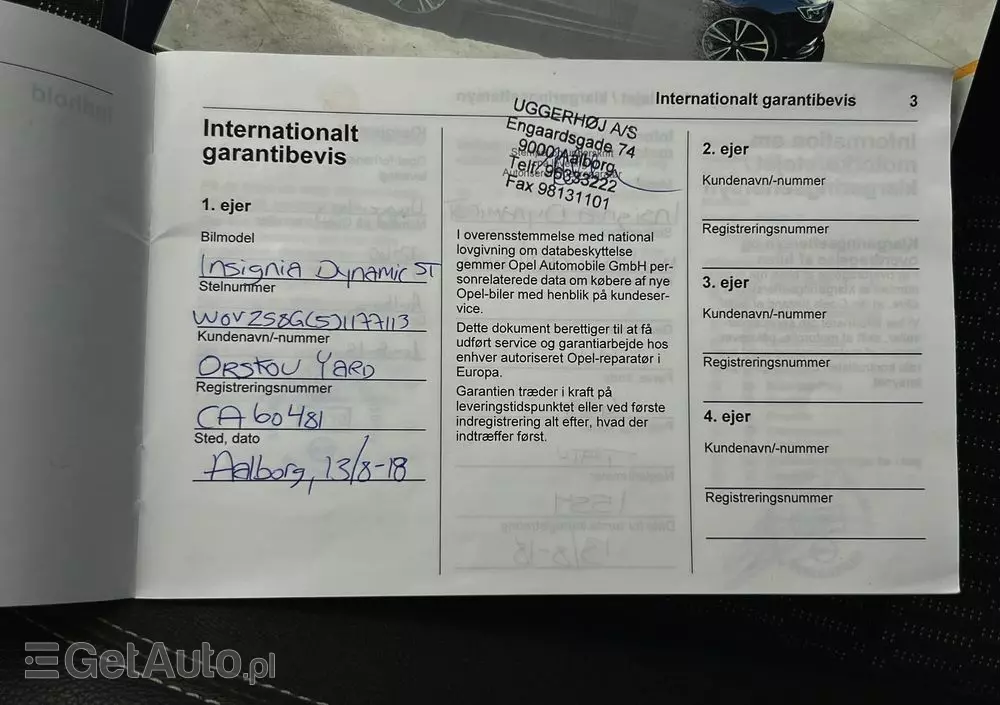 Internationalt garantibevis 3
Internationalt
garantibevis
1. ejer
Bilmodel
Insignia Dynamic ST
Stelnummer
W0VZS8G(5)1177113
Kundenavn/-nummer
ORSKOV YARD
Registreringsnummer
CA 60481
Sted, dato
Aalborg, 13/8-18
UGGERHØJ A/S
Engaardsgade 74
9000 Aalborg
Telf. 96333222
Fax 98131101
I overensstemmelse med national
lovgivning om databeskyttelse
gemmer Opel Automobile GmbH per-
sonrelaterede data om købere af nye
Opel-biler med henblik på kundeser-
vice.
Dette dokument berettiger til at få
udført service og garantiarbejde hos
enhver autoriseret Opel-reparatør i
Europa.
Garantien træder i kraft på
leveringstidspunktet eller ved første
indregistrering alt efter, hvad der
indtræffer først.
2. ejer
Kundenavn/-nummer
Registreringsnummer
3. ejer
Kundenavn/-nummer
Registreringsnummer
4. ejer
Kundenavn/-nummer
Registreringsnummer
GetAuto.pl